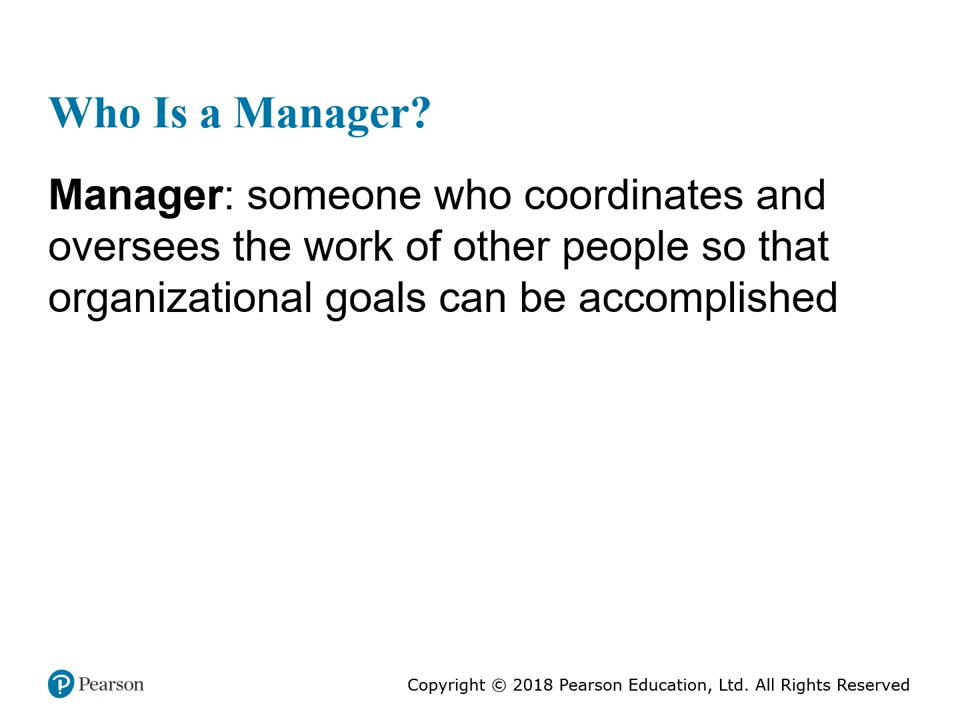 Who Is a Manager?
Manager: someone who coordinates and
oversees the work of other people so that
organizational goals can be accomplished
P Pearson
Copyright © 2018 Pearson Education, Ltd. All Rights Reserved